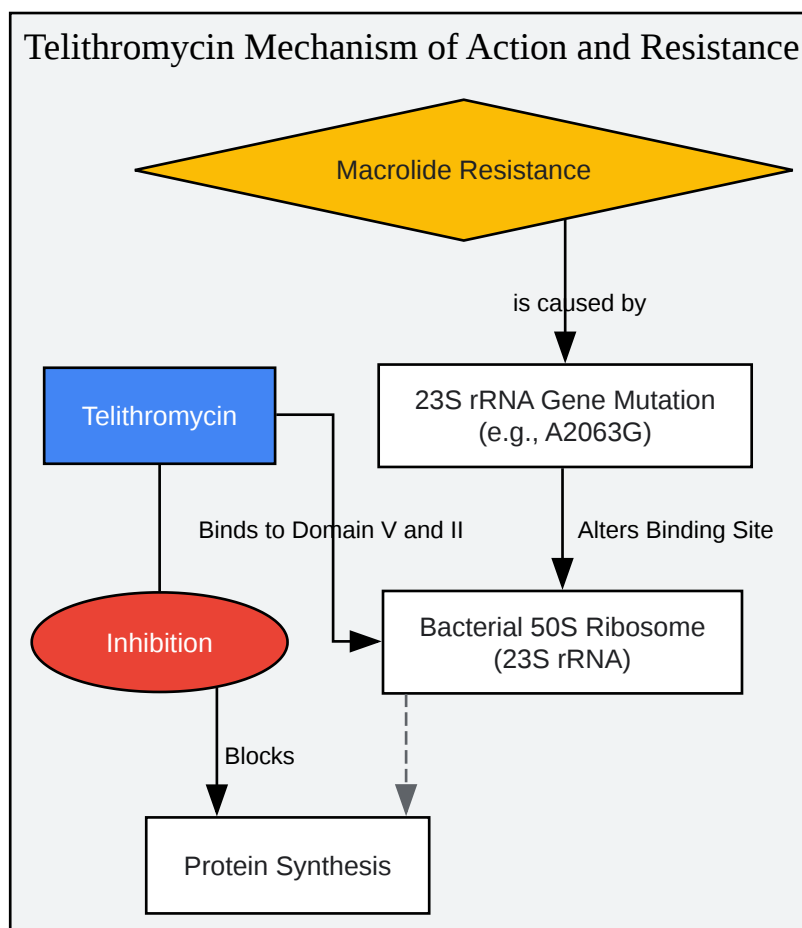 Telithromycin Mechanism of Action and Resistance
Macrolide Resistance
is caused by
Telithromycin
23S rRNA Gene Mutation
(e.g., A2063G)
Binds to Domain V and II
Alters Binding Site
Inhibition
Bacterial 50S Ribosome
(23S rRNA)
Blocks
Protein Synthesis